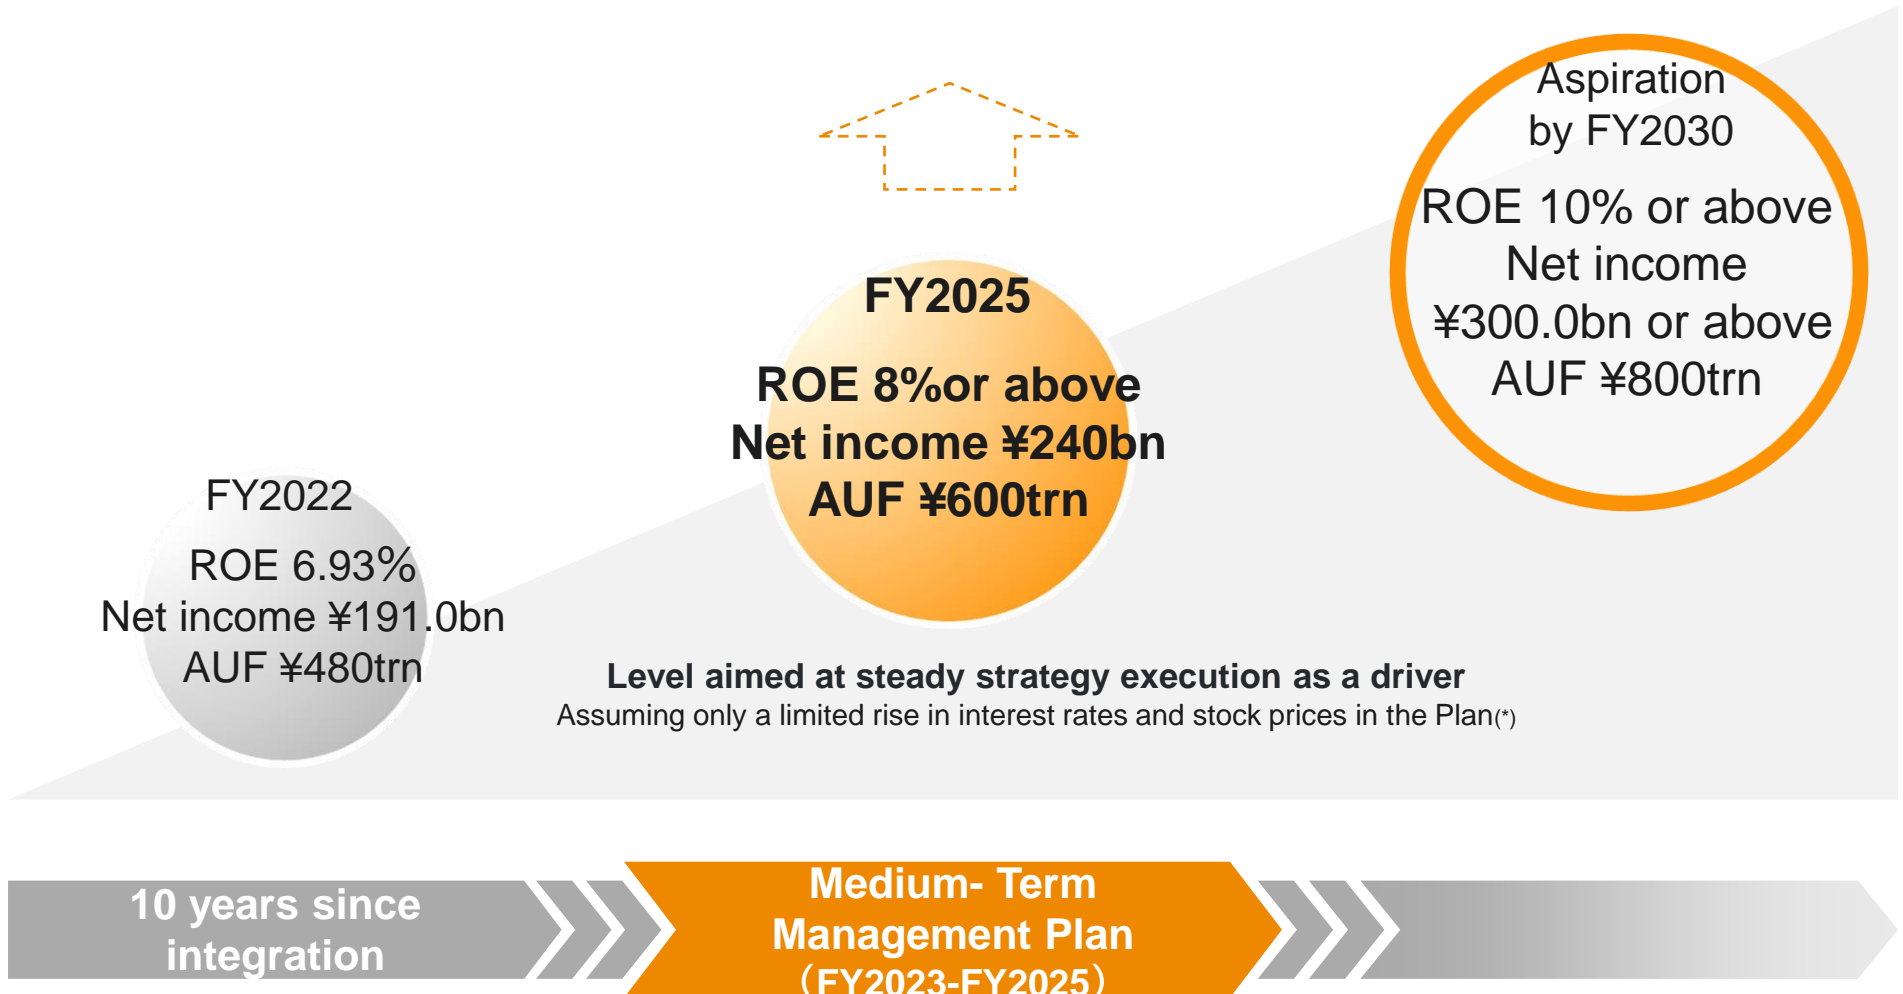 Aspiration
by FY2030
ROE 10% or above
Net income
¥300.0bn or above
AUF ¥800trn
FY2025
ROE 8%or above
Net income ¥240bn
AUF ¥600trn
FY2022
ROE 6.93%
Net income ¥191.0bn
AUF ¥480trn
Level aimed at steady strategy execution as a driver
Assuming only a limited rise in interest rates and stock prices in the Plan(*)
10 years since
integration
Medium- Term
Management Plan
（FY2023-FY2025）